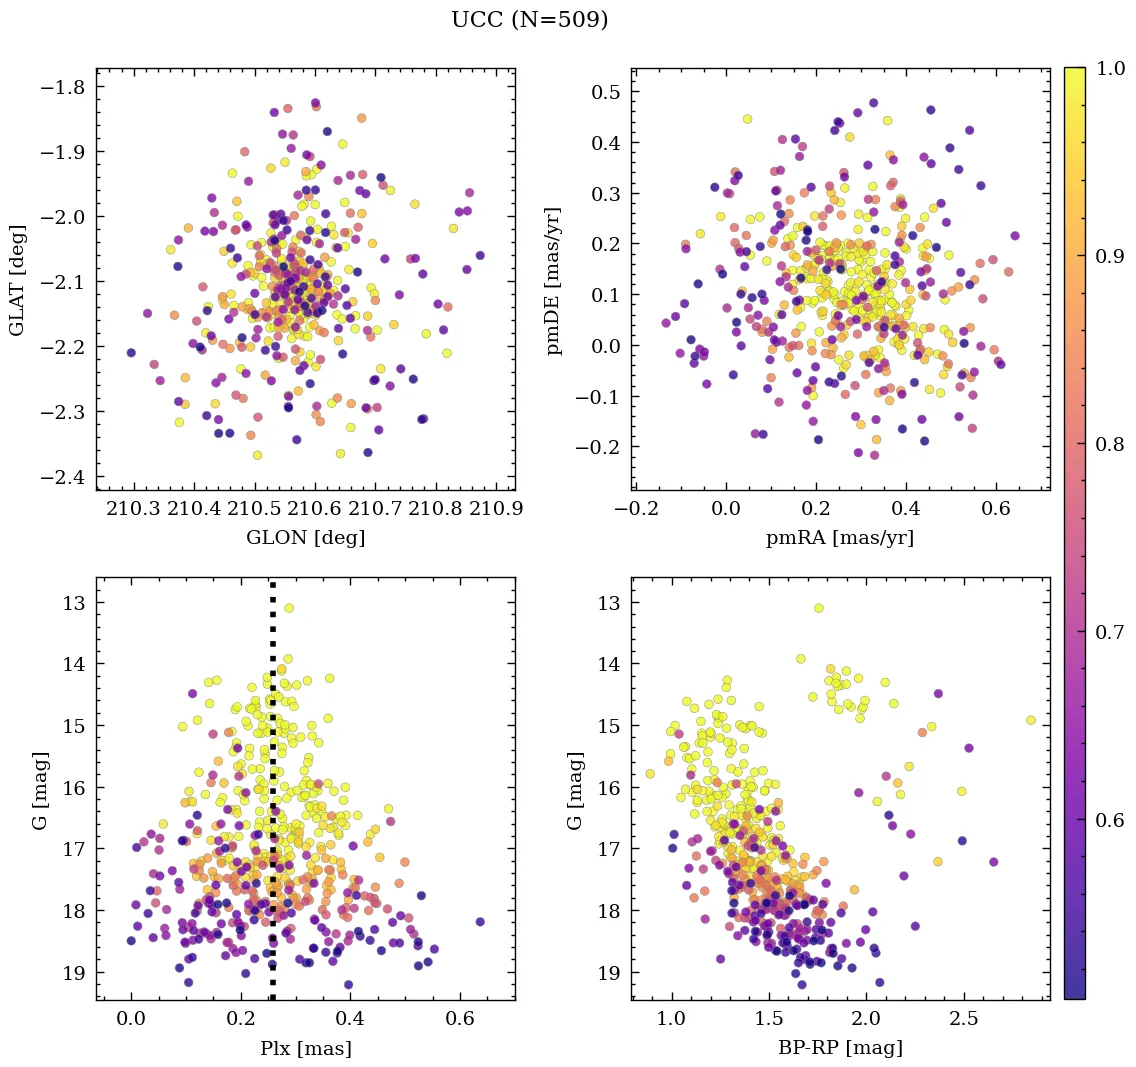 UCC (N=509)
−1.8
−1.9
−2.0
−2.1
−2.2
−2.3
−2.4
GLAT [deg]
210.3 210.4 210.5 210.6 210.7 210.8 210.9
GLON [deg]
0.5
0.4
0.3
0.2
0.1
0.0
−0.1
−0.2
pmDE [mas/yr]
−0.2 0.0 0.2 0.4 0.6
pmRA [mas/yr]
1.0
0.9
0.8
0.7
0.6
13
14
15
16
17
18
19
G [mag]
0.0 0.2 0.4 0.6
Plx [mas]
13
14
15
16
17
18
19
G [mag]
1.0 1.5 2.0 2.5
BP-RP [mag]